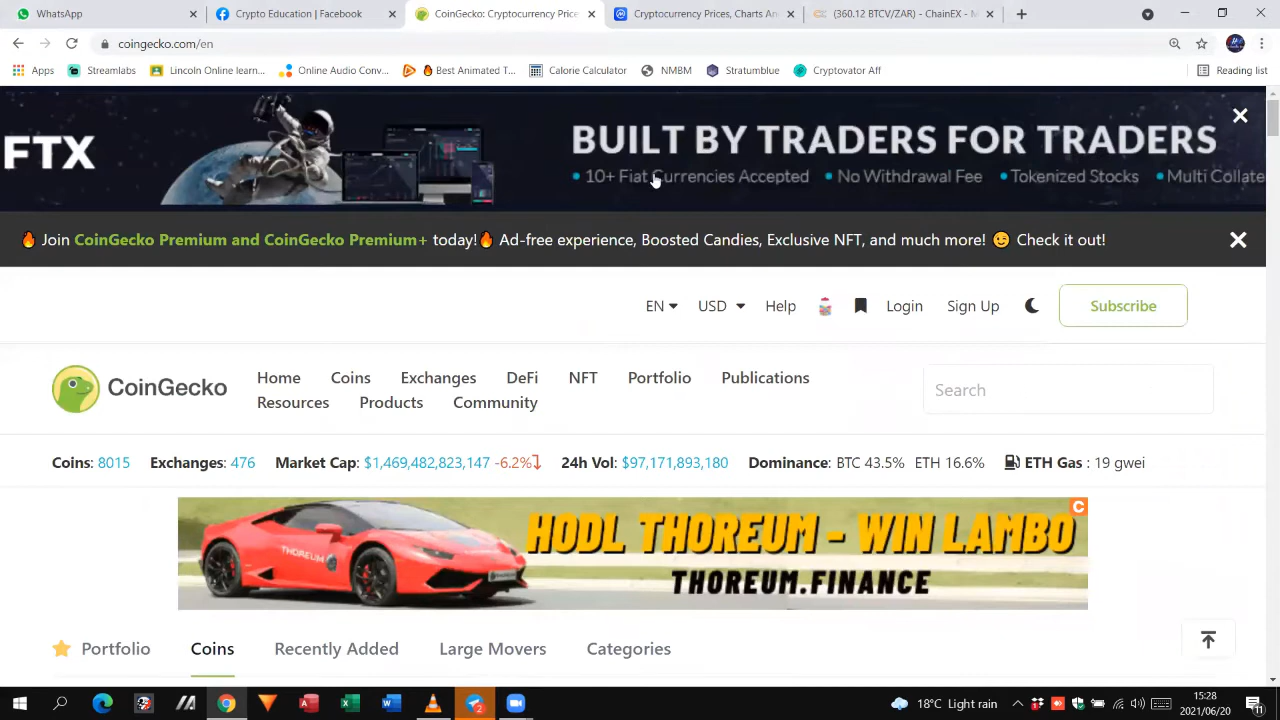 WhatsApp
Crypto Education | Facebook
CoinGecko: Cryptocurrency Price
Cryptocurrency Prices, Charts An
(360.12 BTCV/ZAR) - ChainEX - M
coingecko.com/en
Apps
Streamlabs
Lincoln Online learn...
Online Audio Conv...
Best Animated T...
Calorie Calculator
NMBM
Stratumblue
Cryptovator Aff
Reading list
FTX
BUILT BY TRADERS FOR TRADERS
• 10+ Fiat Currencies Accepted • No Withdrawal Fee • Tokenized Stocks • Multi Collate
Join CoinGecko Premium and CoinGecko Premium+ today! Ad-free experience, Boosted Candies, Exclusive NFT, and much more! Check it out!
EN USD Help Login Sign Up Subscribe
CoinGecko
Home Coins Exchanges DeFi NFT Portfolio Publications
Resources Products Community
Search
Coins: 8015 Exchanges: 476 Market Cap: $1,469,482,823,147 -6.2% 24h Vol: $97,171,893,180 Dominance: BTC 43.5% ETH 16.6% ETH Gas : 19 gwei
HODL THOREUM - WIN LAMBO
THOREUM.FINANCE
THOREUM
C
Portfolio Coins Recently Added Large Movers Categories
2
18°C Light rain
15:28
2021/06/20
11